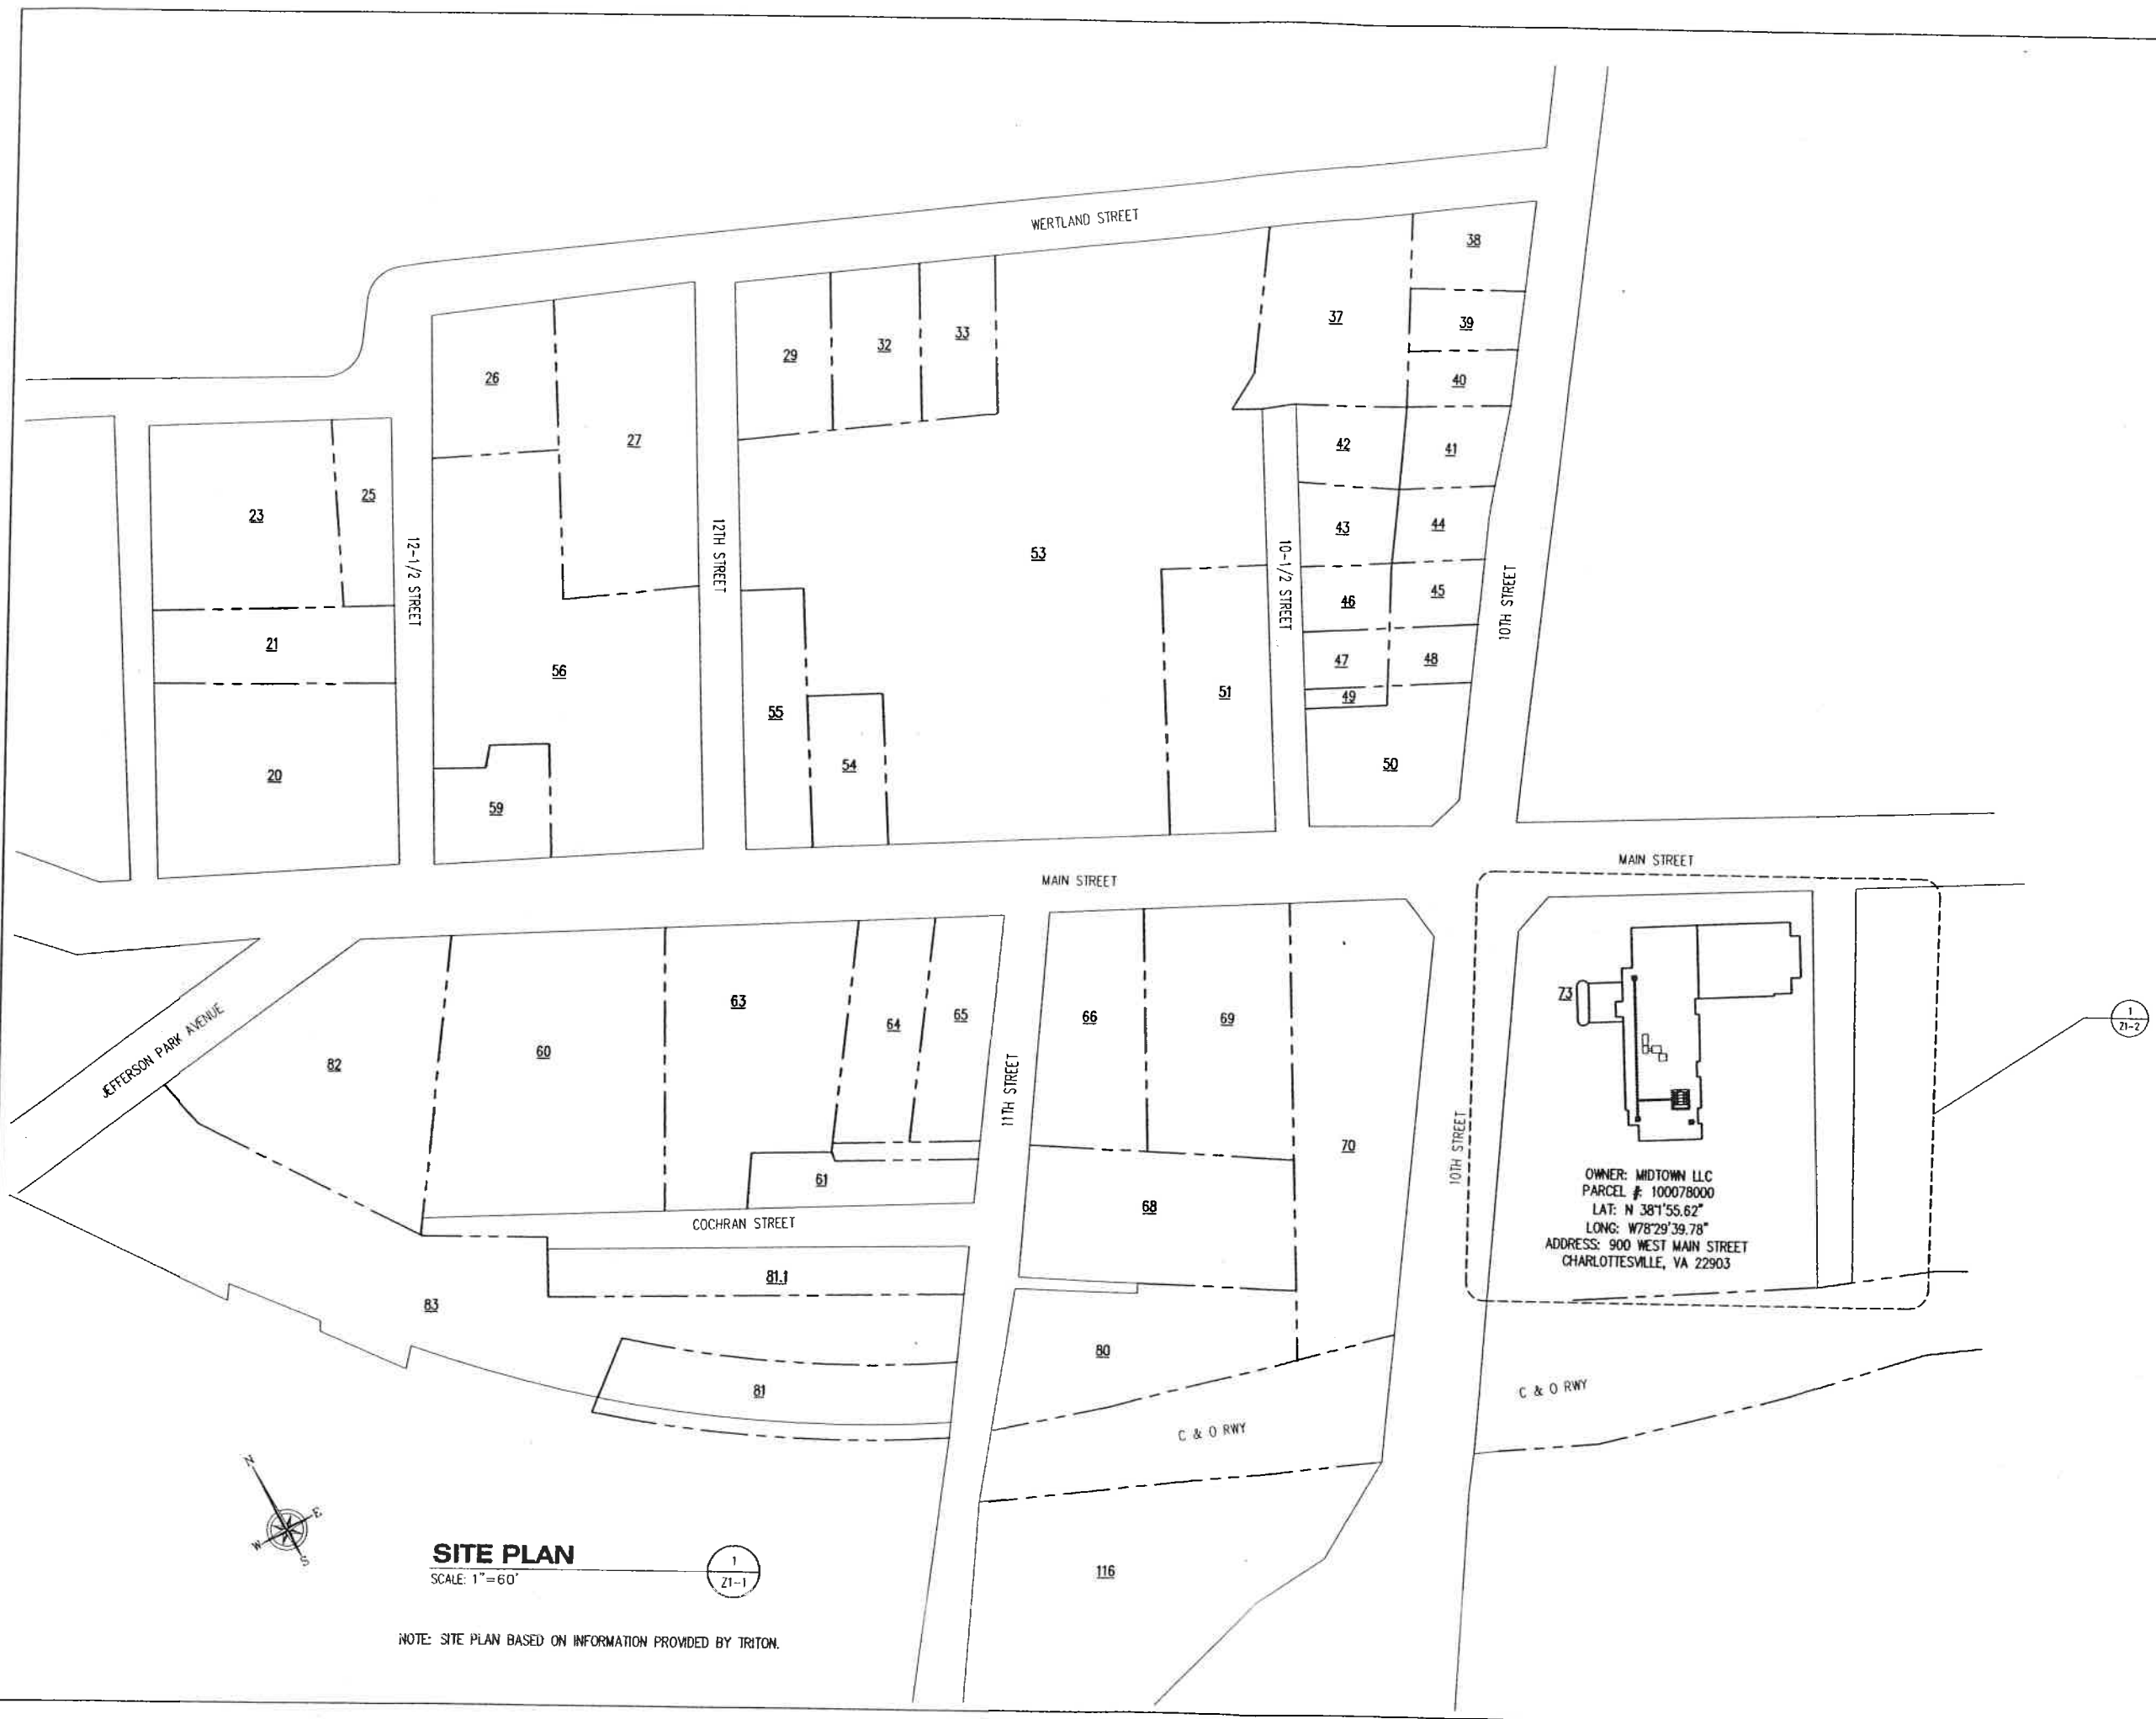 WERTLAND STREET
38
37
39
33
32
29
40
26
27
42
41
25
23
43
44
12-1/2 STREET
12TH STREET
53
10-1/2 STREET
10TH STREET
46
45
21
56
47
48
51
49
55
54
50
20
59
MAIN STREET
MAIN STREET
63
64
65
66
69
73
1
Z1-2
JEFFERSON PARK AVENUE
82
60
11TH STREET
70
10TH STREET
61
68
COCHRAN STREET
OWNER: MIDTOWN LLC
PARCEL #: 100078000
LAT: N 38°1'55.62"
LONG: W78°29'39.78"
ADDRESS: 900 WEST MAIN STREET
CHARLOTTESVILLE, VA 22903
81.1
83
80
81
C & O RWY
C & O RWY
N
E
W
S
SITE PLAN
SCALE: 1"=60'
1
Z1-1
116
NOTE: SITE PLAN BASED ON INFORMATION PROVIDED BY TRITON.